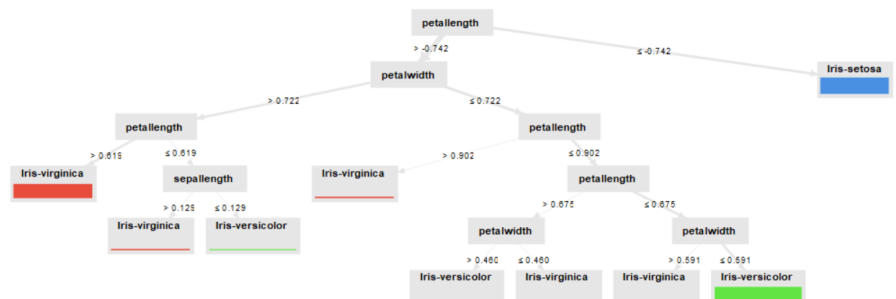 petallength
> -0.742
≤ -0.742
petalwidth
Iris-setosa
> 0.722
≤ 0.722
petallength
petallength
> 0.619
≤ 0.619
> 0.902
≤ 0.902
Iris-virginica
sepallength
Iris-virginica
petallength
> 0.129
≤ 0.129
> 0.675
≤ 0.675
Iris-virginica
Iris-versicolor
petalwidth
petalwidth
> 0.460
≤ 0.460
> 0.591
≤ 0.591
Iris-versicolor
Iris-virginica
Iris-virginica
Iris-versicolor